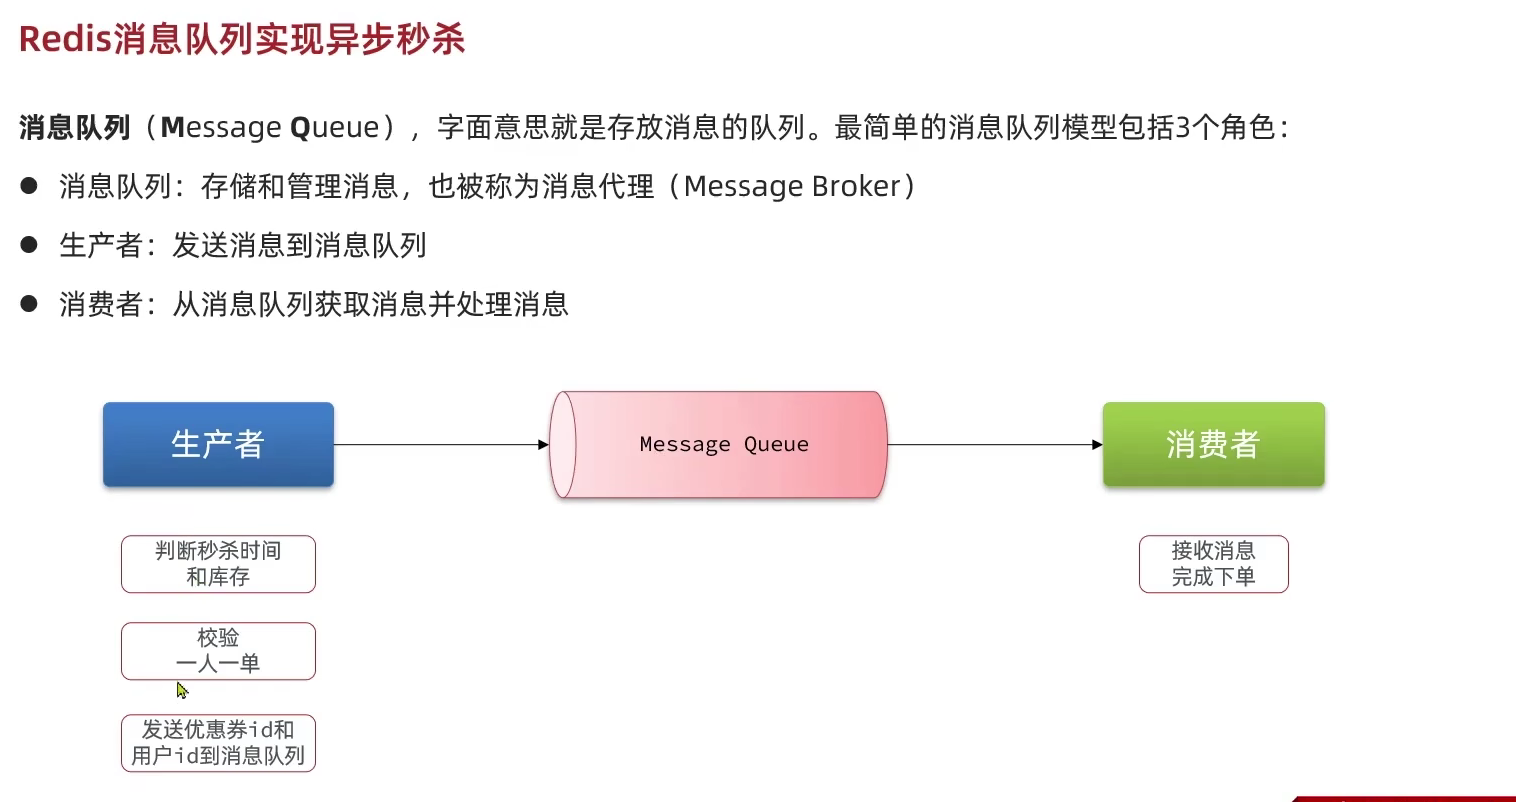 Redis消息队列实现异步秒杀
消息队列（Message Queue），字面意思就是存放消息的队列。最简单的消息队列模型包括3个角色：
● 消息队列：存储和管理消息，也被称为消息代理（Message Broker）
● 生产者：发送消息到消息队列
● 消费者：从消息队列获取消息并处理消息
生产者
Message Queue
消费者
判断秒杀时间
和库存
接收消息
完成下单
校验
一人一单
发送优惠券id和
用户id到消息队列